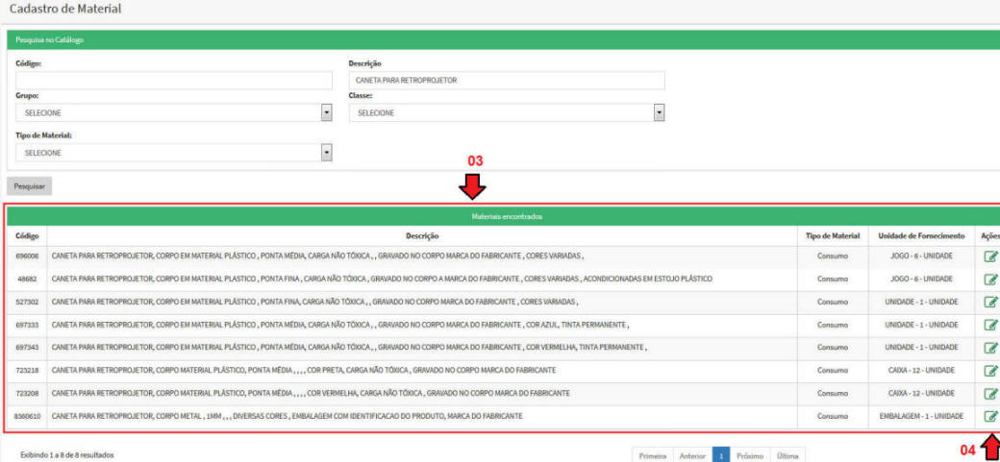 Cadastro de Material
Pesquisa no Catálogo
Código: Descrição
CANETA PARA RETROPROJETOR
Grupo: Classe:
SELECIONE SELECIONE
Tipo de Material:
SELECIONE
03
Pesquisar
Materiais encontrados
Código Descrição Tipo de Material Unidade de Fornecimento Ações
696006 CANETA PARA RETROPROJETOR, CORPO EM MATERIAL PLÁSTICO , PONTA MÉDIA, CARGA NÃO TÓXICA , , GRAVADO NO CORPO MARCA DO FABRICANTE , CORES VARIADAS , Consumo JOGO - 6 - UNIDADE
48682 CANETA PARA RETROPROJETOR, CORPO EM MATERIAL PLASTICO , PONTA FINA , CARGA NÃO TÓXICA , GRAVADO NO CORPO A MARCA DO FABRICANTE , CORES VARIADAS , ACONDICIONADAS EM ESTOJO PLÁSTICO Consumo JOGO - 6 - UNIDADE
527302 CANETA PARA RETROPROJETOR, CORPO EM MATERIAL PLÁSTICO , PONTA FINA, CARGA NÃO TÓXICA , , GRAVADO NO CORPO MARCA DO FABRICANTE , CORES VARIADAS , Consumo UNIDADE - 1 - UNIDADE
697333 CANETA PARA RETROPROJETOR, CORPO EM MATERIAL PLÁSTICO , PONTA MÉDIA, CARGA NÃO TÓXICA , , GRAVADO NO CORPO MARCA DO FABRICANTE , COR AZUL, TINTA PERMANENTE , Consumo UNIDADE - 1 - UNIDADE
697343 CANETA PARA RETROPROJETOR, CORPO EM MATERIAL PLÁSTICO , PONTA MÉDIA, CARGA NÃO TÓXICA , , GRAVADO NO CORPO MARCA DO FABRICANTE , COR VERMELHA, TINTA PERMANENTE , Consumo UNIDADE - 1 - UNIDADE
723218 CANETA PARA RETROPROJETOR, CORPO MATERIAL PLÁSTICO, PONTA MÉDIA , , , , COR PRETA, CARGA NÃO TÓXICA , GRAVADO NO CORPO MARCA DO FABRICANTE Consumo CAIXA - 12 - UNIDADE
723208 CANETA PARA RETROPROJETOR, CORPO MATERIAL PLÁSTICO, PONTA MÉDIA , , , , COR VERMELHA, CARGA NÃO TÓXICA , GRAVADO NO CORPO MARCA DO FABRICANTE Consumo CAIXA - 12 - UNIDADE
8360610 CANETA PARA RETROPROJETOR, CORPO METAL , 1MM , , , DIVERSAS CORES , EMBALAGEM COM IDENTIFICACAO DO PRODUTO, MARCA DO FABRICANTE Consumo EMBALAGEM - 1 - UNIDADE
Exibindo 1 a 8 de 8 resultados Primeira Anterior 1 Próximo Última 04